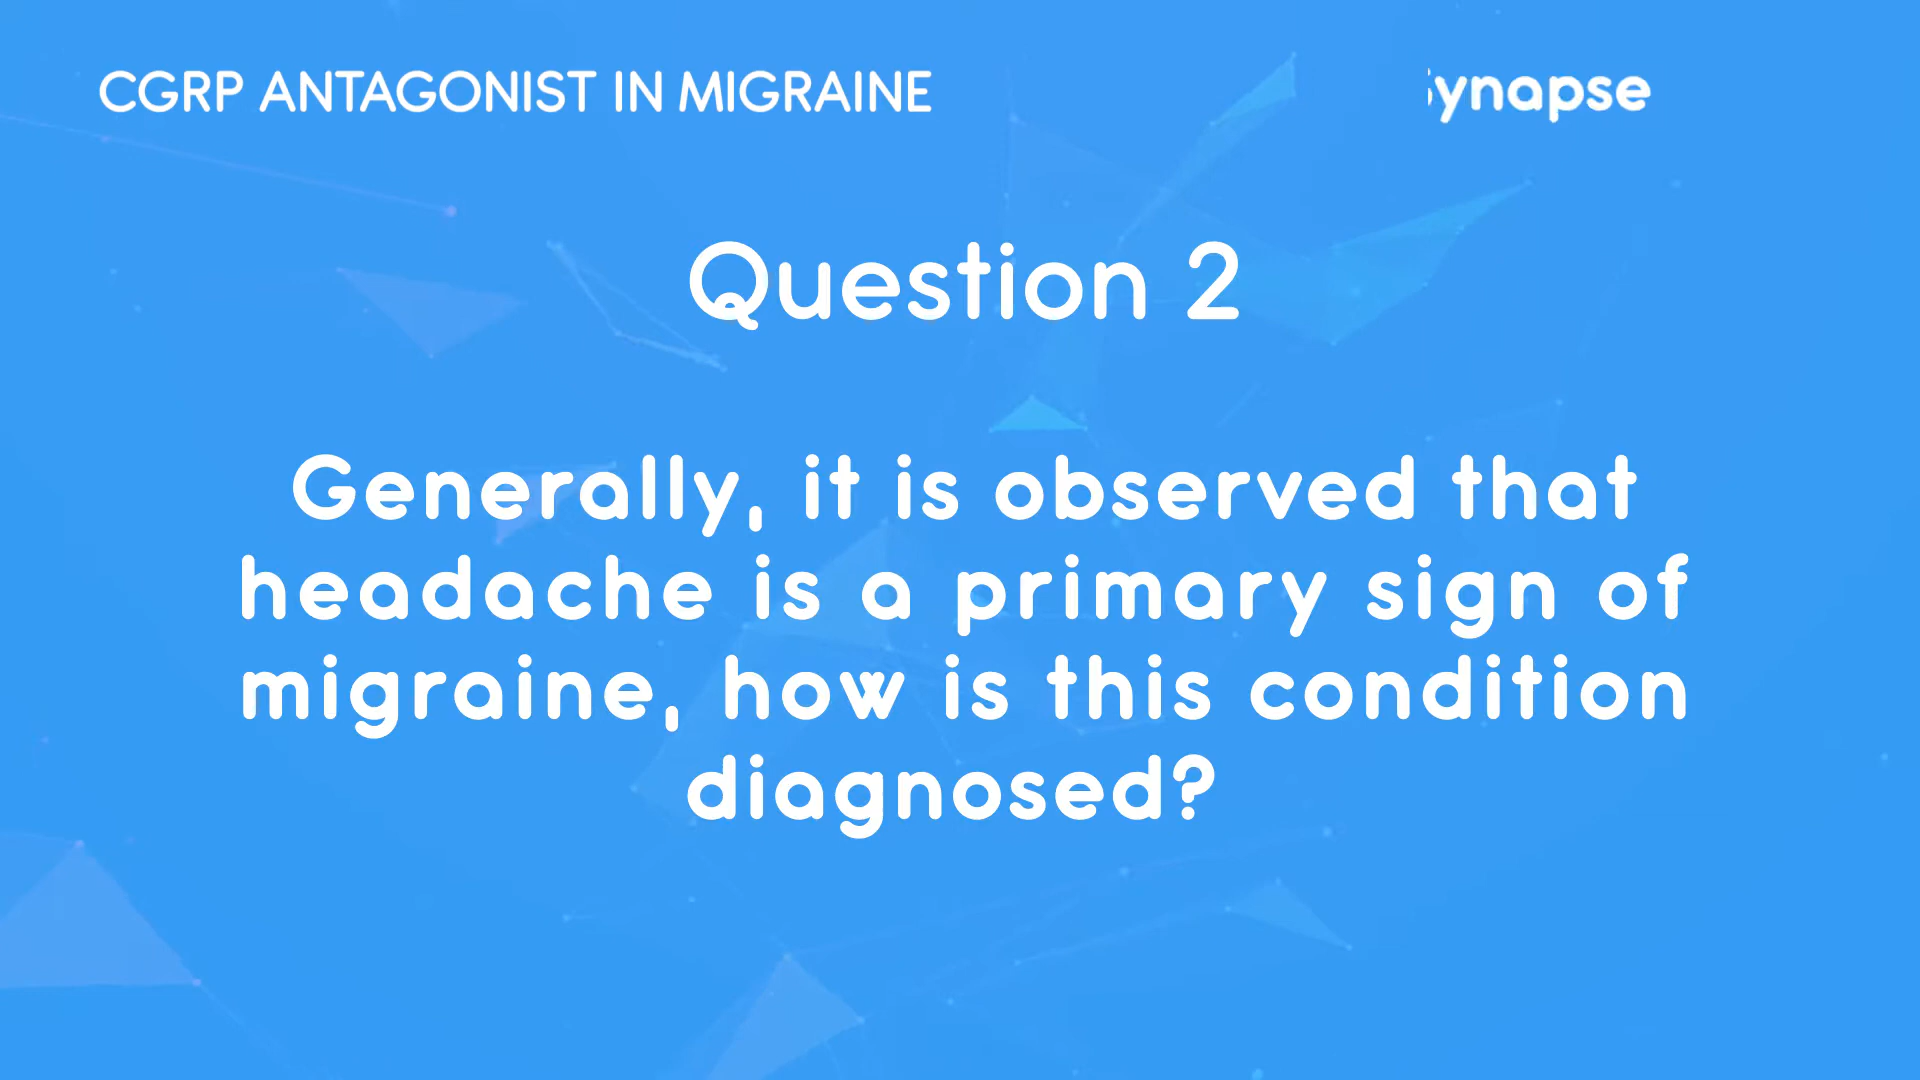 CGRP ANTAGONIST IN MIGRAINE
ynapse
Question 2
Generally, it is observed that
headache is a primary sign of
migraine, how is this condition
diagnosed?